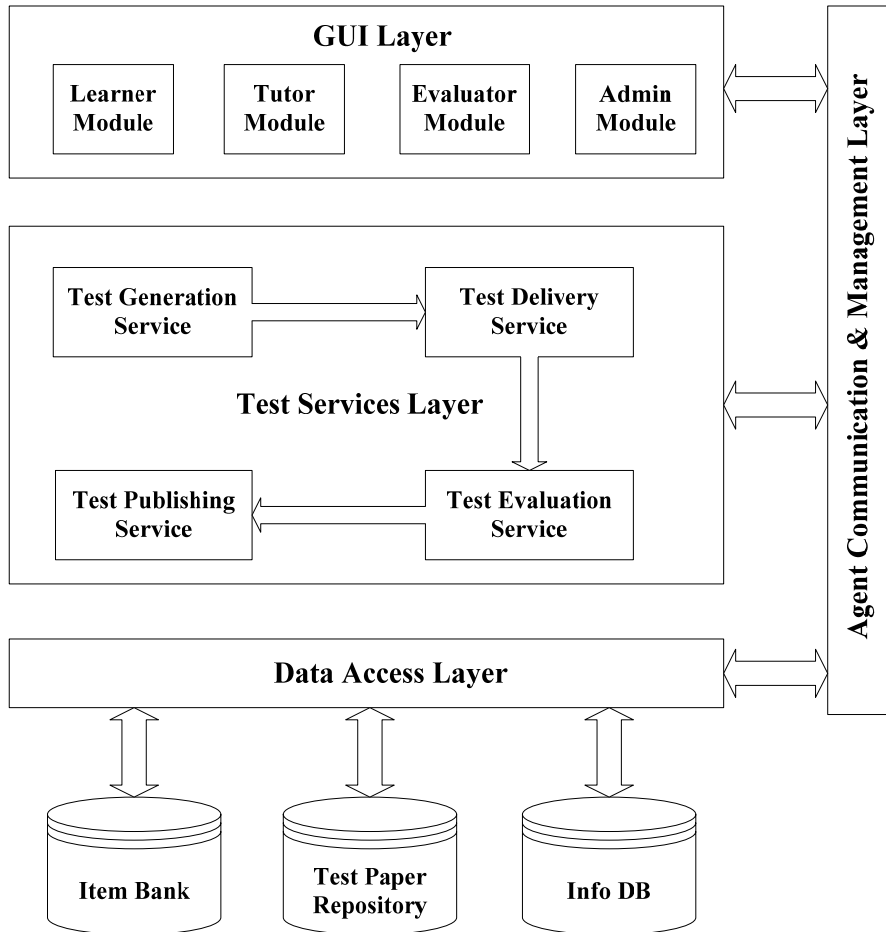 GUI Layer
Learner
Module
Tutor
Module
Evaluator
Module
Admin
Module
Test Generation
Service
Test Delivery
Service
Test Services Layer
Test Publishing
Service
Test Evaluation
Service
Data Access Layer
Item Bank
Test Paper
Repository
Info DB
Agent Communication & Management Layer